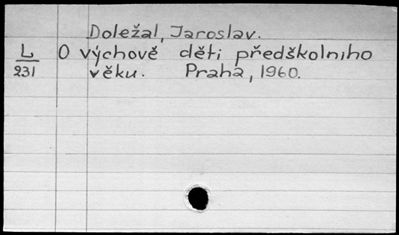 Doležal, Jaroslav.
L O výchově dětí předškolního
231 věku. Praha, 1960.